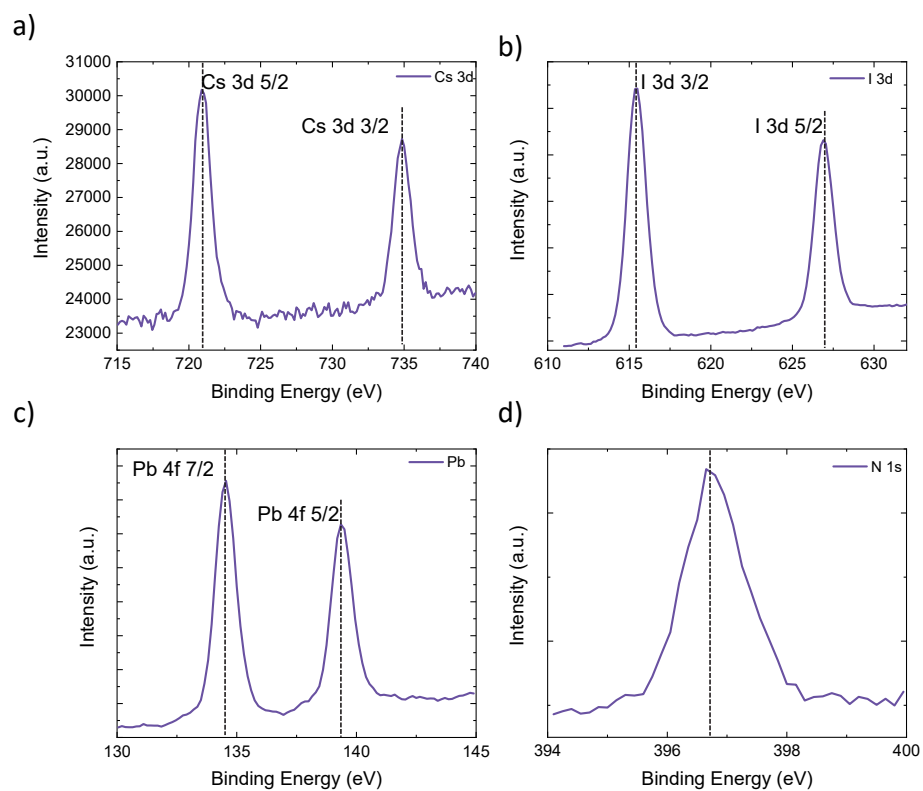 a)
Cs 3d 5/2
Cs 3d 3/2
Cs 3d
Intensity (a.u.)
31000
30000
29000
28000
27000
26000
25000
24000
23000
715 720 725 730 735 740
Binding Energy (eV)
b)
I 3d 3/2
I 3d 5/2
I 3d
Intensity (a.u.)
610 615 620 625 630
Binding Energy (eV)
c)
Pb 4f 7/2
Pb 4f 5/2
Pb
Intensity (a.u.)
130 135 140 145
Binding Energy (eV)
d)
N 1s
Intensity (a.u.)
394 396 398 400
Binding Energy (eV)